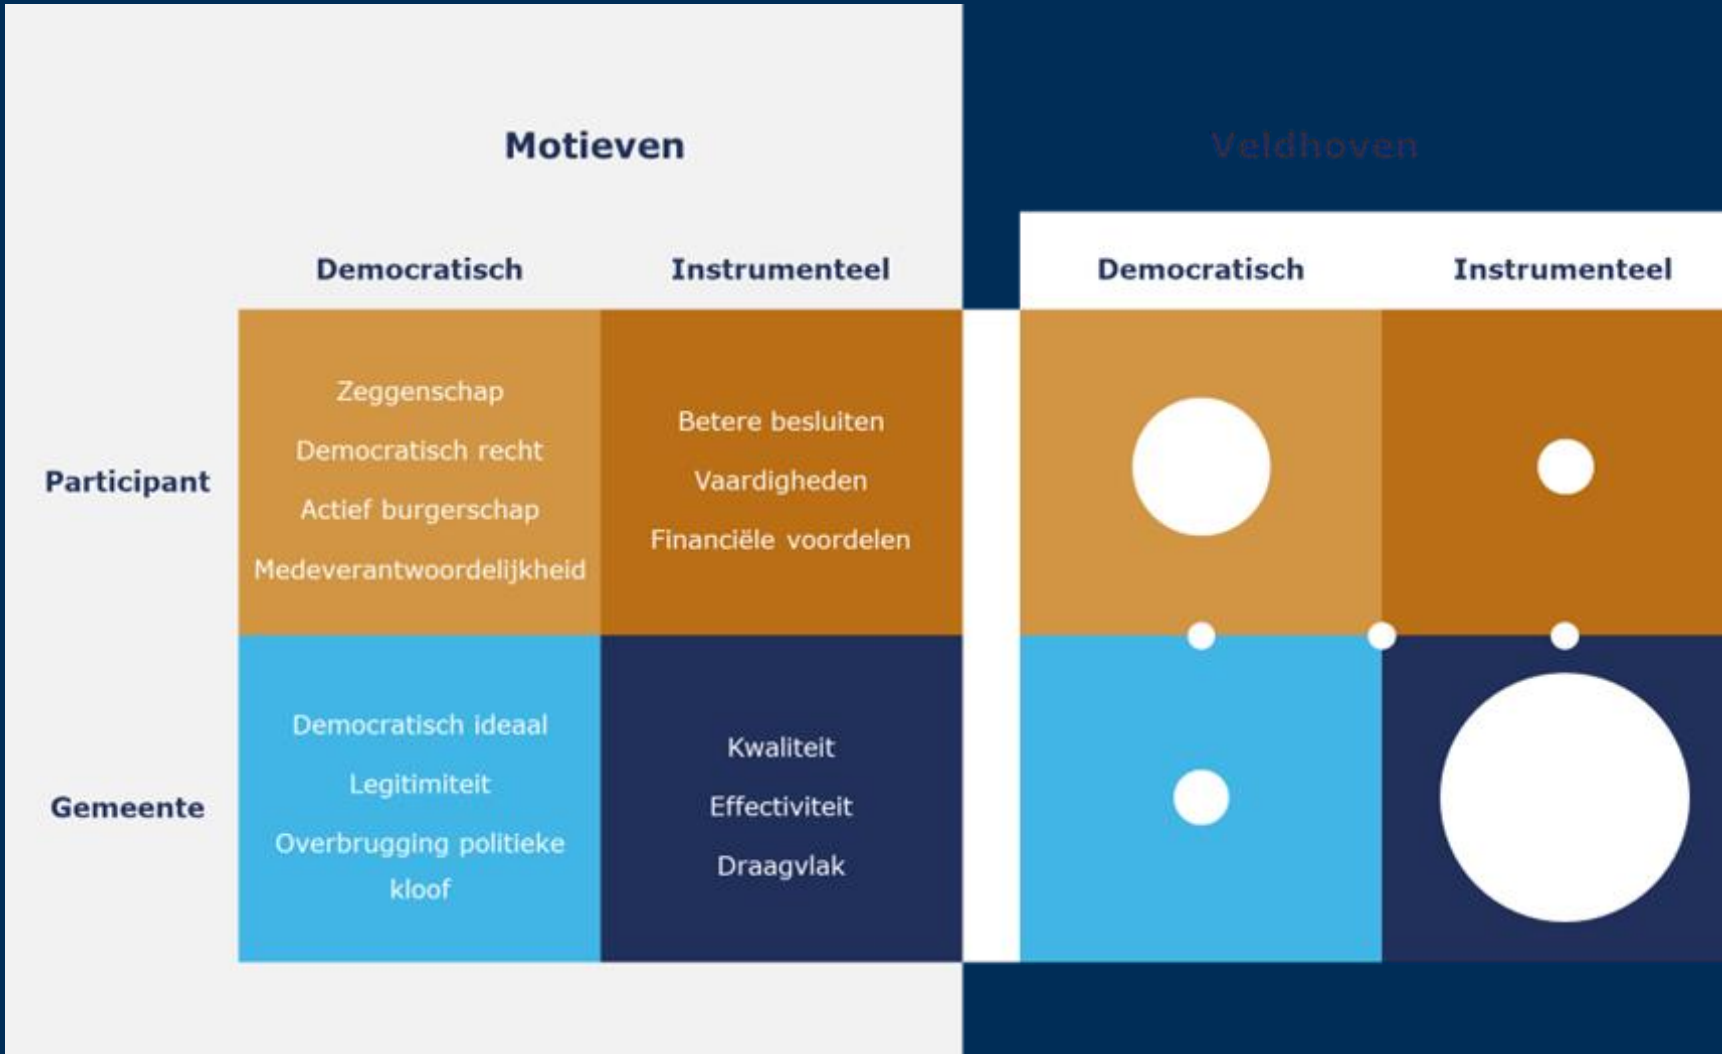 Motieven
Veldhoven
Democratisch
Instrumenteel
Democratisch
Instrumenteel
Participant
Zeggenschap
Democratisch recht
Actief burgerschap
Medeverantwoordelijkheid
Betere besluiten
Vaardigheden
Financiële voordelen
Gemeente
Democratisch ideaal
Legitimiteit
Overbrugging politieke
kloof
Kwaliteit
Effectiviteit
Draagvlak